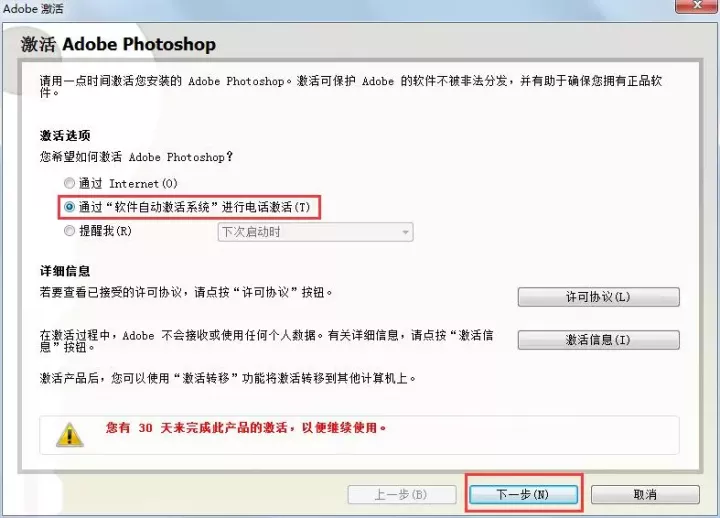 Adobe 激活
激活 Adobe Photoshop
请用一点时间激活您安装的 Adobe Photoshop。激活可保护 Adobe 的软件不被非法分发，并有助于确保您拥有正品软
件。
激活选项
您希望如何激活 Adobe Photoshop？
通过 Internet(O)
通过“软件自动激活系统”进行电话激活(T)
提醒我(R) 下次启动时
详细信息
若要查看已接受的许可协议，请点按“许可协议”按钮。 许可协议(L)
在激活过程中，Adobe 不会接收或使用任何个人数据。有关详细信息，请点按“激活信
息”按钮。 激活信息(I)
激活产品后，您可以使用“激活转移”功能将激活转移到其他计算机上。
您有 30 天来完成此产品的激活，以便继续使用。
上一步(B) 下一步(N) 取消